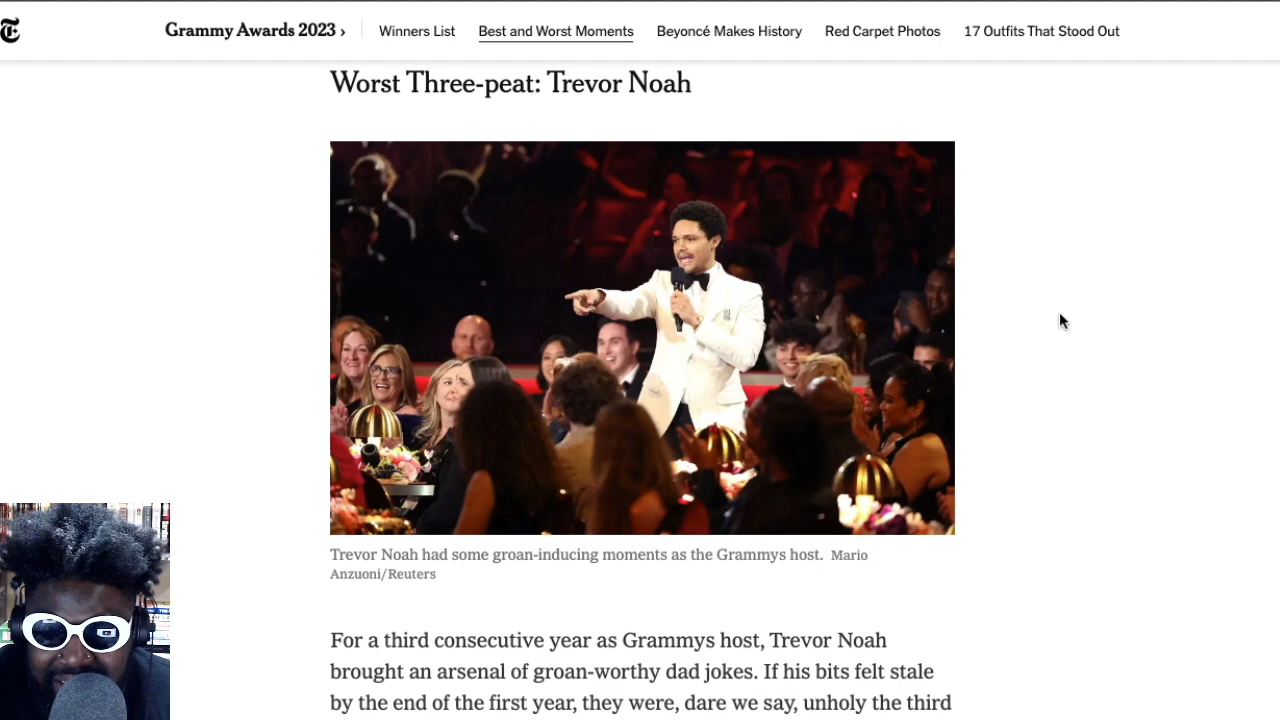 Grammy Awards 2023 › Winners List Best and Worst Moments Beyoncé Makes History Red Carpet Photos 17 Outfits That Stood Out
Worst Three-peat: Trevor Noah
Trevor Noah had some groan-inducing moments as the Grammys host. Mario
Anzuoni/Reuters
For a third consecutive year as Grammys host, Trevor Noah
brought an arsenal of groan-worthy dad jokes. If his bits felt stale
by the end of the first year, they were, dare we say, unholy the third